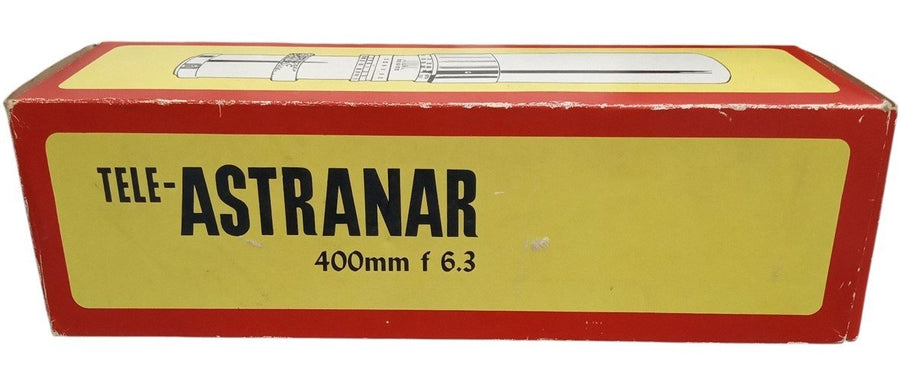 TELE-ASTRANAR
400mm f 6.3